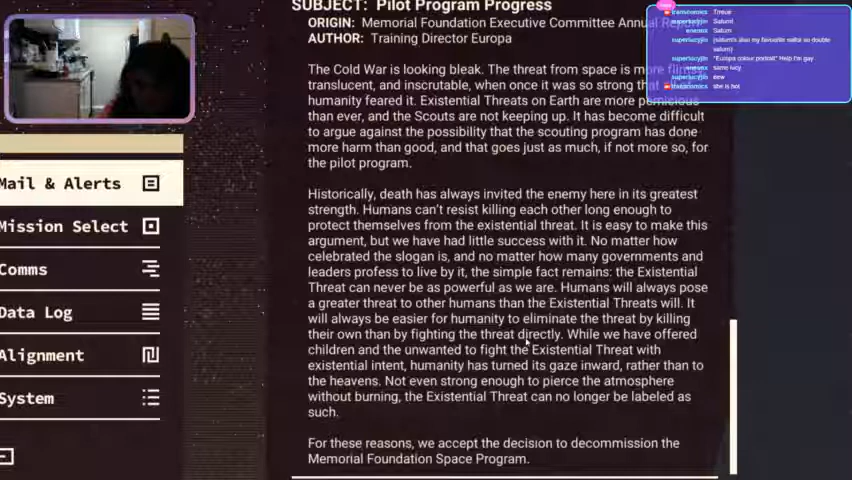 SUBJECT: Pilot Program Progress
ORIGIN: Memorial Foundation Executive Committee Annual Report
AUTHOR: Training Director Europa
The Cold War is looking bleak. The threat from space is more
translucent, and inscrutable, when once it was so strong that
humanity feared it. Existential Threats on Earth are more pernicious
than ever, and the Scouts are not keeping up. It has become difficult
to argue against the possibility that the scouting program has done
more harm than good, and that goes just as much, if not more so, for
the pilot program.
Historically, death has always invited the enemy here in its greatest
strength. Humans can't resist killing each other long enough to
protect themselves from the existential threat. It is easy to make this
argument, but we have had little success with it. No matter how
celebrated the slogan is, and no matter how many governments and
leaders profess to live by it, the simple fact remains: the Existential
Threat can never be as powerful as we are. Humans will always pose
a greater threat to other humans than the Existential Threats will. It
will always be easier for humanity to eliminate the threat by killing
their own than by fighting the threat directly. While we have offered
children and the unwanted to fight the Existential Threat with
existential intent, humanity has turned its gaze inward, rather than to
the heavens. Not even strong enough to pierce the atmosphere
without burning, the Existential Threat can no longer be labeled as
such.
For these reasons, we accept the decision to decommission the
Memorial Foundation Space Program.
Mail & Alerts
Mission Select
Comms
Data Log
Alignment
System
Saturn!
Saturn
(saturn's also my favourite sailor so double
saturn)
"Europa colour portrait" Help I'm gay
same lucy
eew
she is hot